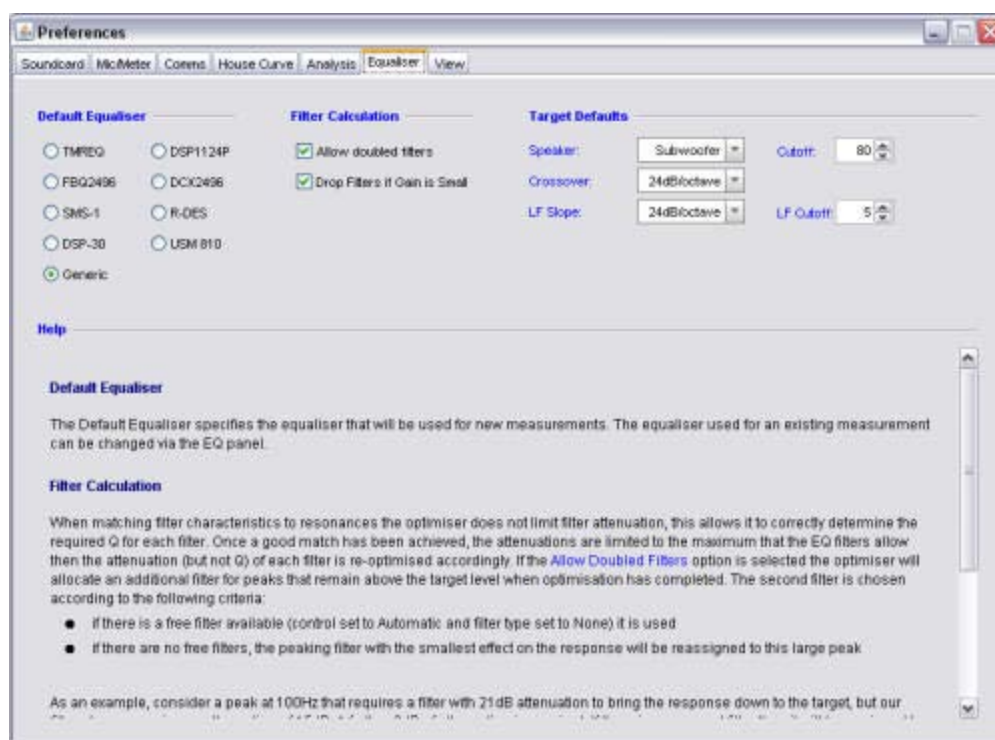 Preferences
Soundcard Mic/Meter Comms House Curve Analysis Equaliser View
Default Equaliser Filter Calculation Target Defaults
TMREQ DSP1124P Allow doubled filters Speaker: Subwoofer Cutoff: 80
FBQ2496 DCX2496 Drop Filters if Gain is Small Crossover: 24dB/octave
SMS-1 R-DES LF Slope: 24dB/octave LF Cutoff: 5
DSP-30 USM 810
Generic
Help
Default Equaliser
The Default Equaliser specifies the equaliser that will be used for new measurements. The equaliser used for an existing measurement
can be changed via the EQ panel.
Filter Calculation
When matching filter characteristics to resonances the optimiser does not limit filter attenuation, this allows it to correctly determine the
required Q for each filter. Once a good match has been achieved, the attenuations are limited to the maximum that the EQ filters allow
then the attenuation (but not Q) of each filter is re-optimised accordingly. If the Allow Doubled Filters option is selected the optimiser will
allocate an additional filter for peaks that remain above the target level when optimisation has completed. The second filter is chosen
according to the following criteria:
● if there is a free filter available (control set to Automatic and filter type set to None) it is used
● if there are no free filters, the peaking filter with the smallest effect on the response will be reassigned to this large peak
As an example, consider a peak at 100Hz that requires a filter with 21dB attenuation to bring the response down to the target, but our